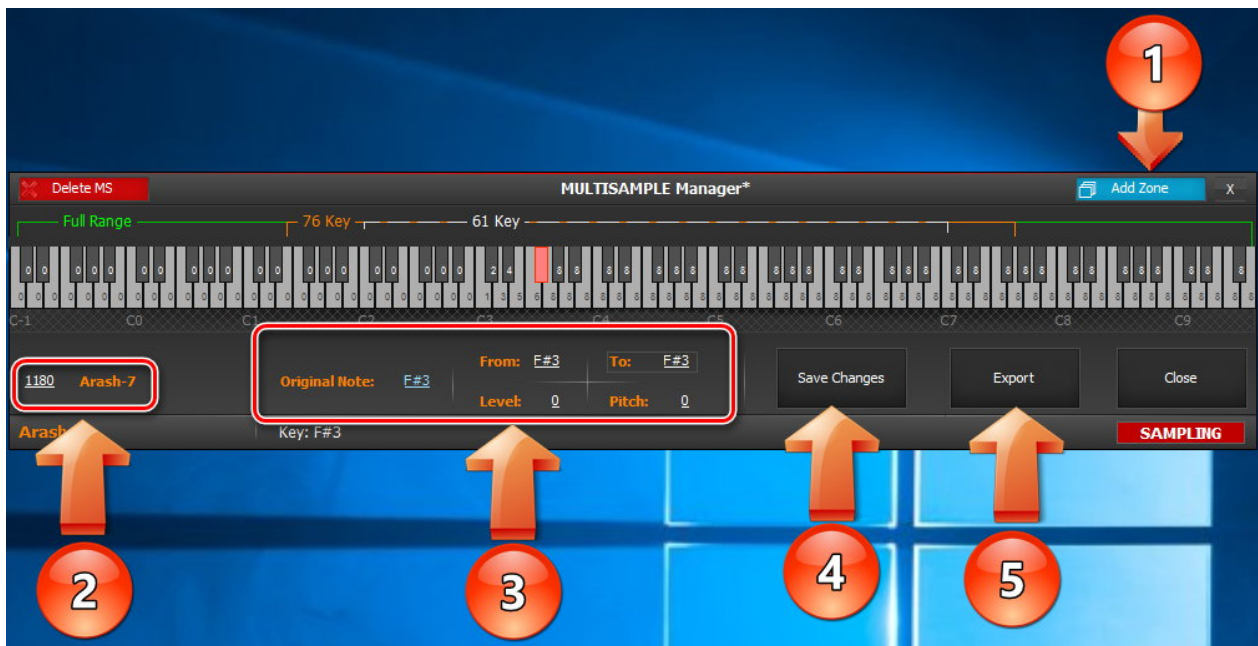 1
Delete MS MULTISAMPLE Manager* Add Zone X
Full Range 76 Key 61 Key
C-1 C0 C1 C2 C3 C4 C5 C6 C7 C8 C9
From: F#3 To: F#3
1180 Arash-7 Original Note: F#3 Save Changes Export Close
Level: 0 Pitch: 0
Key: F#3 SAMPLING
2 3 4 5